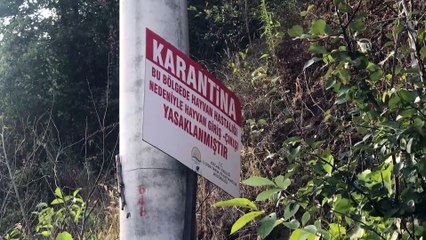 KARANTİNA
BU BÖLGEDE HAYVAN HASTALIĞI
NEDENİYLE HAYVAN GİRİŞ - ÇIKIŞI
YASAKLANMIŞTIR